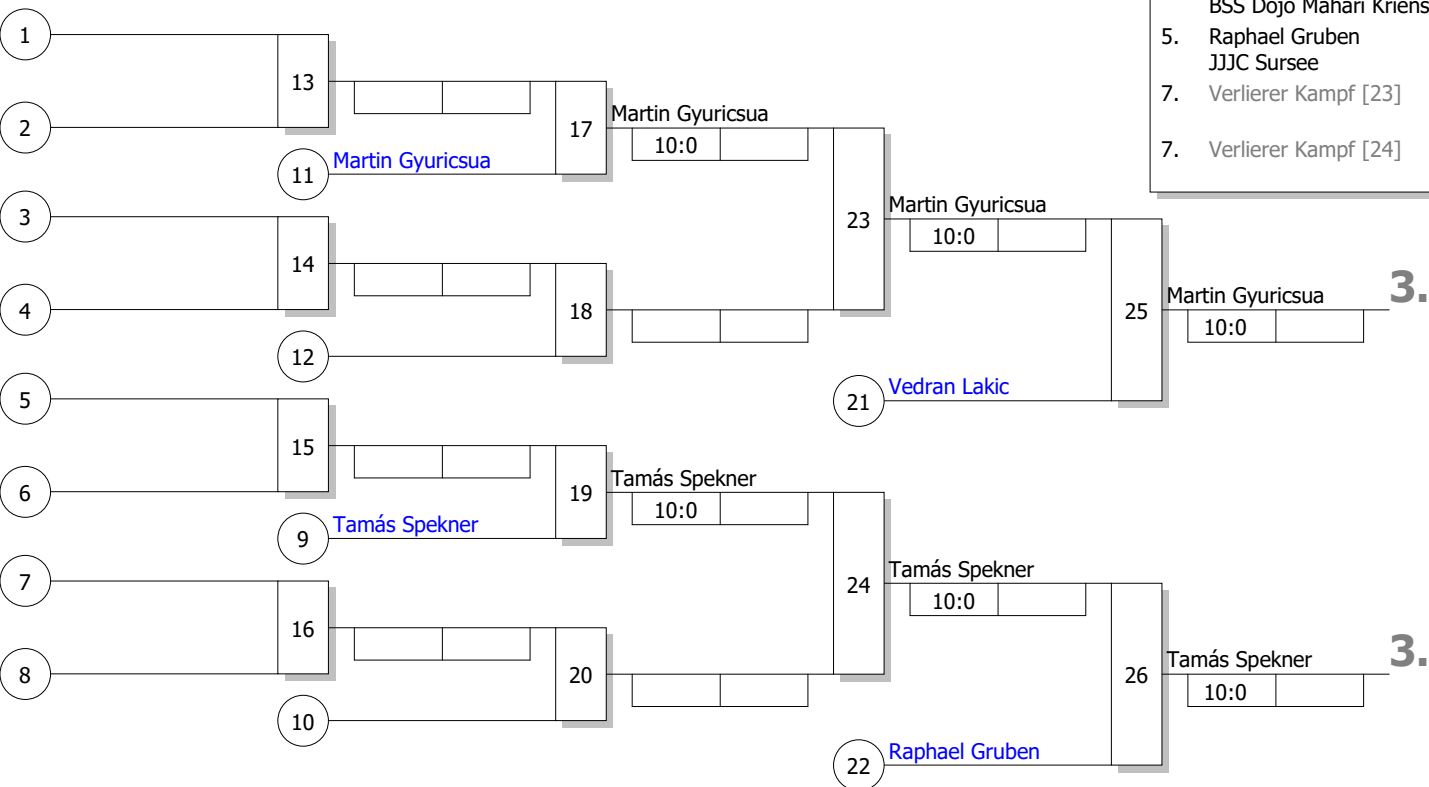 BSS Dojo Mahari Kriens
5. Raphael Gruben
JJJC Sursee
7. Verlierer Kampf [23]
7. Verlierer Kampf [24]
1
13
2
17
Martin Gyuricsua
10:0
11
Martin Gyuricsua
3
14
4
18
12
23
Martin Gyuricsua
10:0
25
Martin Gyuricsua
10:0
3.
21
Vedran Lakic
5
15
6
19
Tamás Spekner
10:0
9
Tamás Spekner
7
16
8
20
10
24
Tamás Spekner
10:0
26
Tamás Spekner
10:0
3.
22
Raphael Gruben